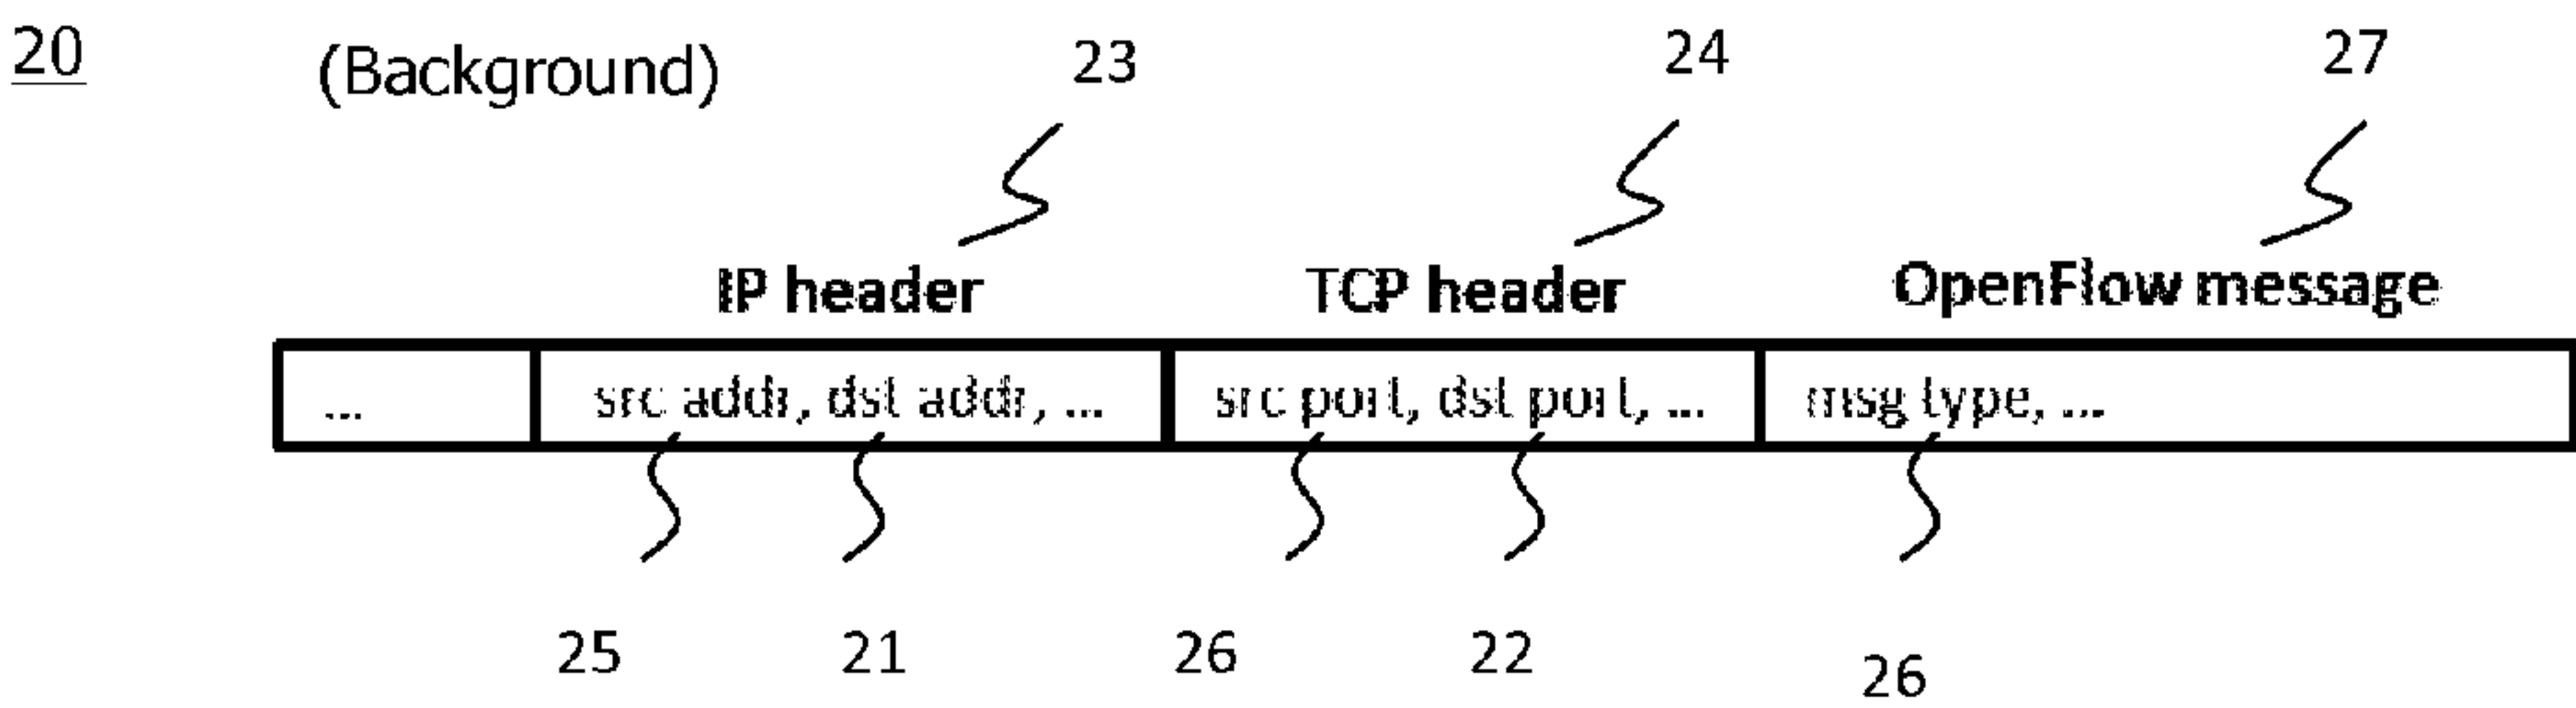 20 (Background) 23 24 27
IP header TCP header OpenFlow message
... src addr, dst addr, ... src port, dst port, ... msg type, ...
25 21 26 22 26